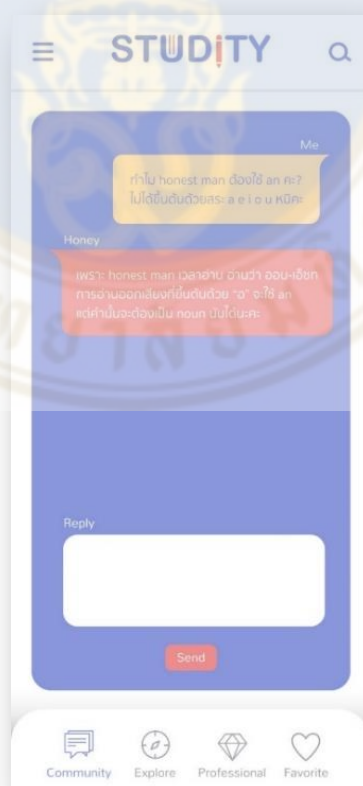 STUDiTY
Me
ทำไม honest man ต้องใช้ an คะ?
ไม่ได้ขึ้นต้นด้วยสระ a e i o u หนิคะ
Honey
เพราะ honest man เวลาอ่าน อ่านว่า ออน-เอ็ซท
การอ่านออกเสียงที่ขึ้นต้นด้วย "อ" จะใช้ an
แต่คำนั้นจะต้องเป็น noun นับได้นะคะ
Reply
Send
Community Explore Professional Favorite